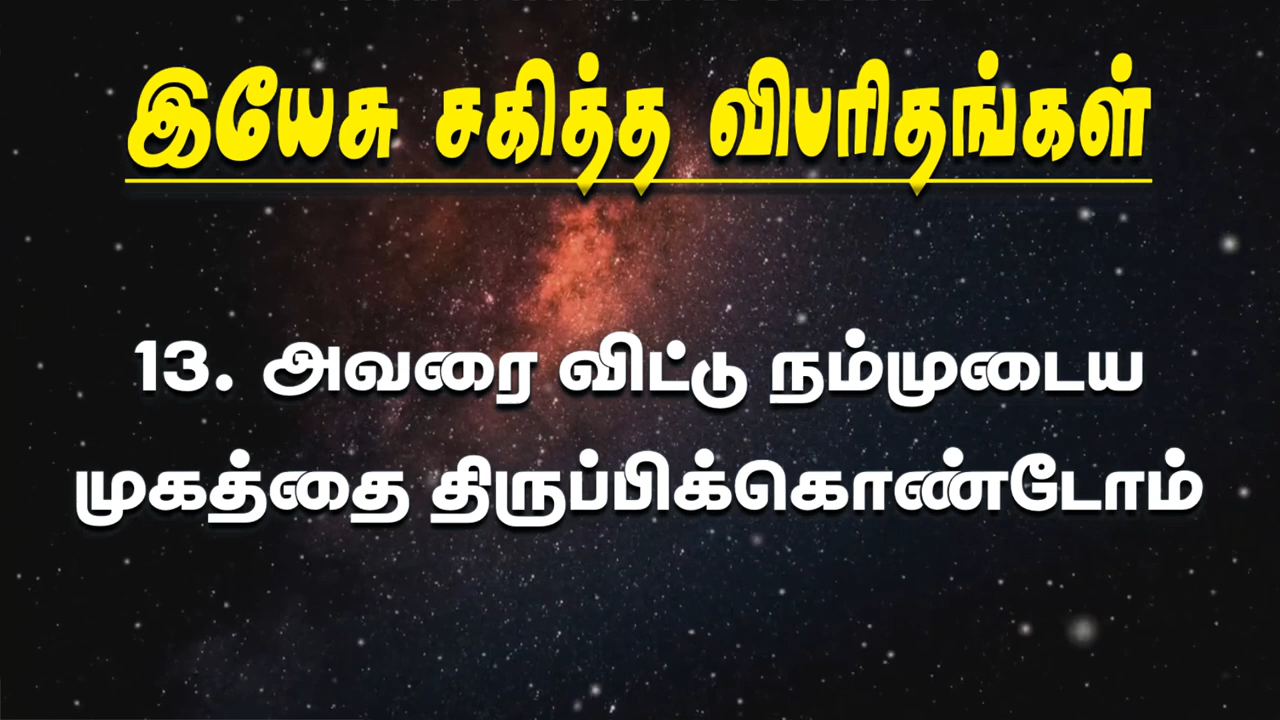 இயேசு சகித்த விபரிதங்கள்
13. அவரை விட்டு நம்முடைய
முகத்தை திருப்பிக்கொண்டோம்